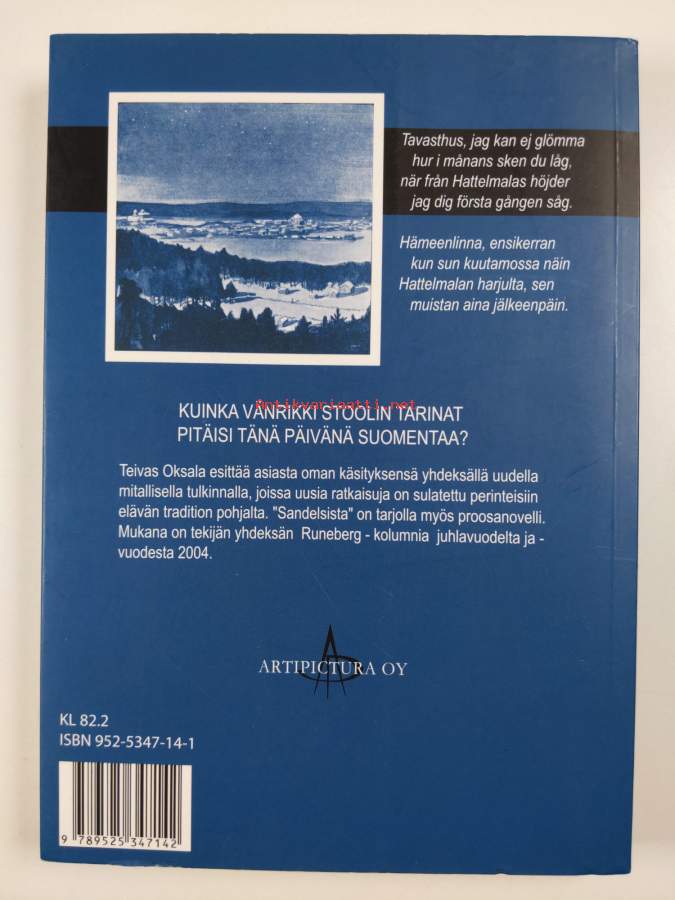 Tavasthus, jag kan ej glömma
hur i månans sken du låg,
när från Hattelmalas höjder
jag dig första gången såg.
Hämeenlinna, ensikerran
kun sun kuutamossa näin
Hattelmalan harjulta, sen
muistan aina jälkeenpäin.
Antikvariaatti.net
KUINKA VÄNRIKKI STOOLIN TARINAT
PITÄISI TÄNÄ PÄIVÄNÄ SUOMENTAA?
Teivas Oksala esittää asiasta oman käsityksensä yhdeksällä uudella
mitallisella tulkinnalla, joissa uusia ratkaisuja on sulatettu perinteisiin
elävän tradition pohjalta. "Sandelsista" on tarjolla myös proosanovelli.
Mukana on tekijän yhdeksän Runeberg - kolumnia juhlavuodelta ja -
vuodesta 2004.
ARTIPICTURA OY
KL 82.2
ISBN 952-5347-14-1
9 789525 347142